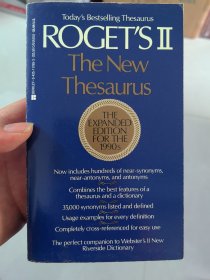 Today's Bestselling Thesaurus
ROGET'S II
The New
Thesaurus
THE
EXPANDED
EDITION
FOR THE
1990s
Now includes hundreds of near-synonyms,
near-antonyms, and antonyms
Combines the best features of a
thesaurus and a dictionary
35,000 synonyms listed and defined
Usage examples for every definition
Completely cross-referenced for easy use
The perfect companion to Webster's II New
Riverside Dictionary